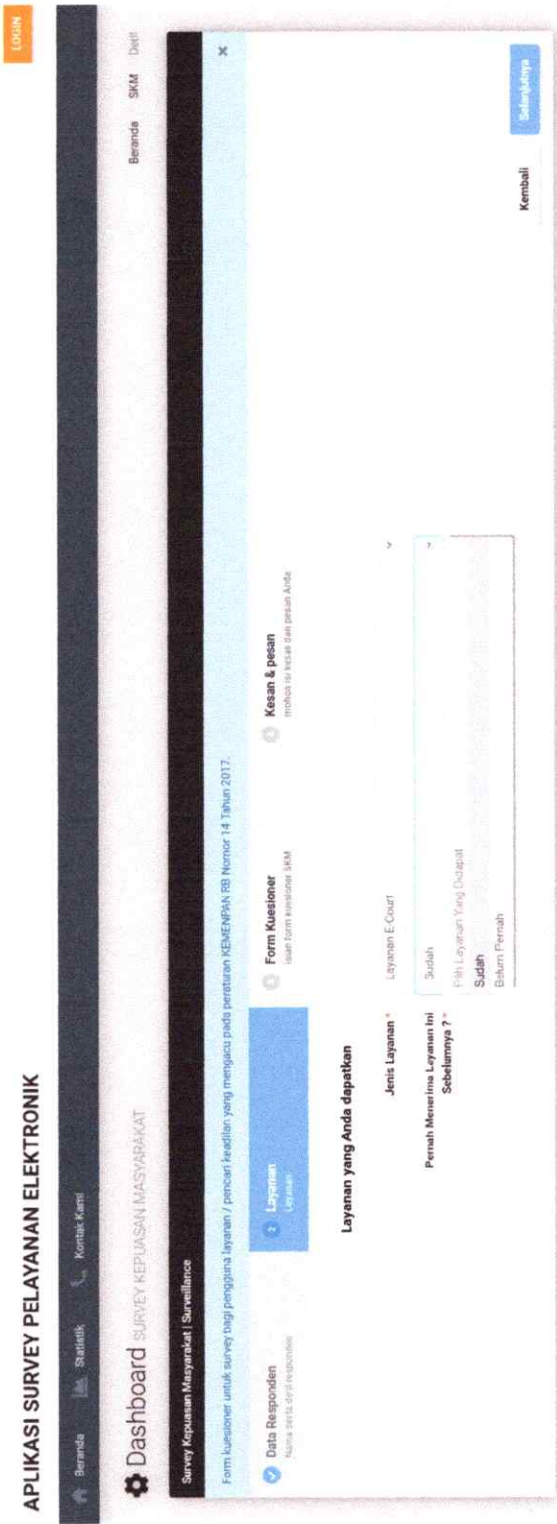 APLIKASI SURVEY PELAYANAN ELEKTRONIK
LOGIN
Beranda Statistik Kontak Kami
Dashboard SURVEY KEPUASAN MASYARAKAT
Beranda SKM Detil
Survey Kepuasan Masyarakat | Surveillance
Form kuesioner untuk survey bagi pengguna layanan / pencari keadilan yang mengacu pada peraturan KEMENPAN RB Nomor 14 Tahun 2017.
×
Data Responden
Nama serta detil responden
2 Layanan
Layanan
Form Kuesioner
isian form kuesioner SKM
Kesan & pesan
mohon isi kesan dan pesan Anda
Layanan yang Anda dapatkan
Jenis Layanan *
Layanan E-Court
Pernah Menerima Layanan Ini
Sebelumnya ? *
Sudah
Pilih Layanan Yang Didapat
Sudah
Belum Pernah
Kembali
Selanjutnya